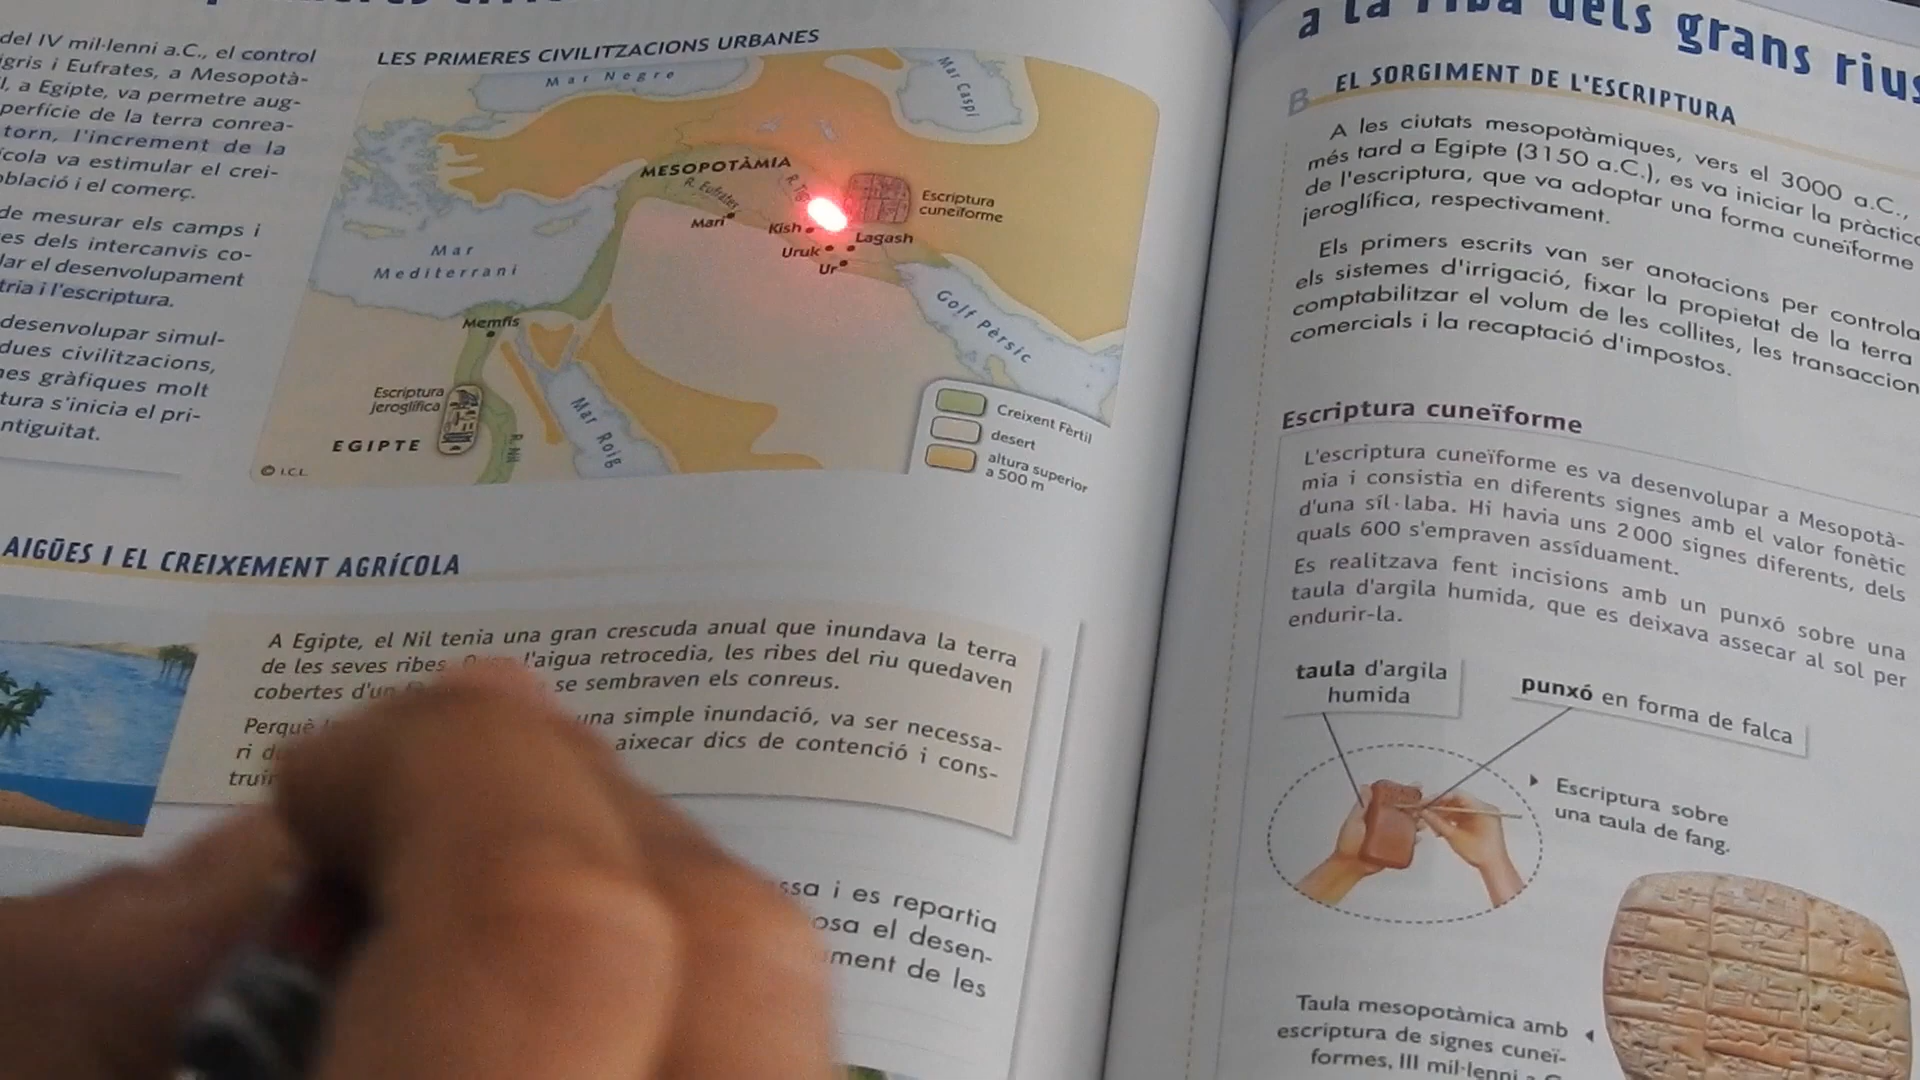 del IV mil·lenni a.C., el control
gris i Eufrates, a Mesopotà-
a Egipte, va permetre aug-
perfície de la terra conrea-
torn, l'increment de la
ícola va estimular el crei-
oblació i el comerç.
de mesurar els camps i
es dels intercanvis co-
lar el desenvolupament
tria i l'escriptura.
desenvolupar simul-
dues civilitzacions,
nes gràfiques molt
tura s'inicia el pri-
ntiguitat.
LES PRIMERES CIVILITZACIONS URBANES
Mar Negre
Mar Caspi
MESOPOTÀMIA
R. Eufrates
Escriptura
cuneïforme
Mari
Kish
Lagash
Uruk
Ur
Mar
Mediterrani
Golf Pèrsic
Memfis
Escriptura
jeroglífica
EGIPTE
R. Nil
Mar Roig
Creixent Fèrtil
desert
altura superior
a 500 m
© I.C.L.
AIGÜES I EL CREIXEMENT AGRÍCOLA
A Egipte, el Nil tenia una gran crescuda anual que inundava la terra
de les seves ribes. l'aigua retrocedia, les ribes del riu quedaven
cobertes d'un se sembraven els conreus.
Perquè una simple inundació, va ser necessa-
ri aixecar dics de contenció i cons-
truir
ssa i es repartia
osa el desen-
ment de les
a la riba dels grans rius
B EL SORGIMENT DE L'ESCRIPTURA
A les ciutats mesopotàmiques, vers el 3000 a.C.,
més tard a Egipte (3150 a.C.), es va iniciar la pràctica
de l'escriptura, que va adoptar una forma cuneïforme
jeroglífica, respectivament.
Els primers escrits van ser anotacions per controla
els sistemes d'irrigació, fixar la propietat de la terra
comptabilitzar el volum de les collites, les transaccion
comercials i la recaptació d'impostos.
Escriptura cuneïforme
L'escriptura cuneïforme es va desenvolupar a Mesopotà-
mia i consistia en diferents signes amb el valor fonètic
d'una síl·laba. Hi havia uns 2 000 signes diferents, dels
quals 600 s'empraven assíduament.
Es realitzava fent incisions amb un punxó sobre una
taula d'argila humida, que es deixava assecar al sol per
endurir-la.
taula d'argila
humida
punxó en forma de falca
Escriptura sobre
una taula de fang.
Taula mesopotàmica amb
escriptura de signes cuneï-
formes, III mil·lenni a.C.